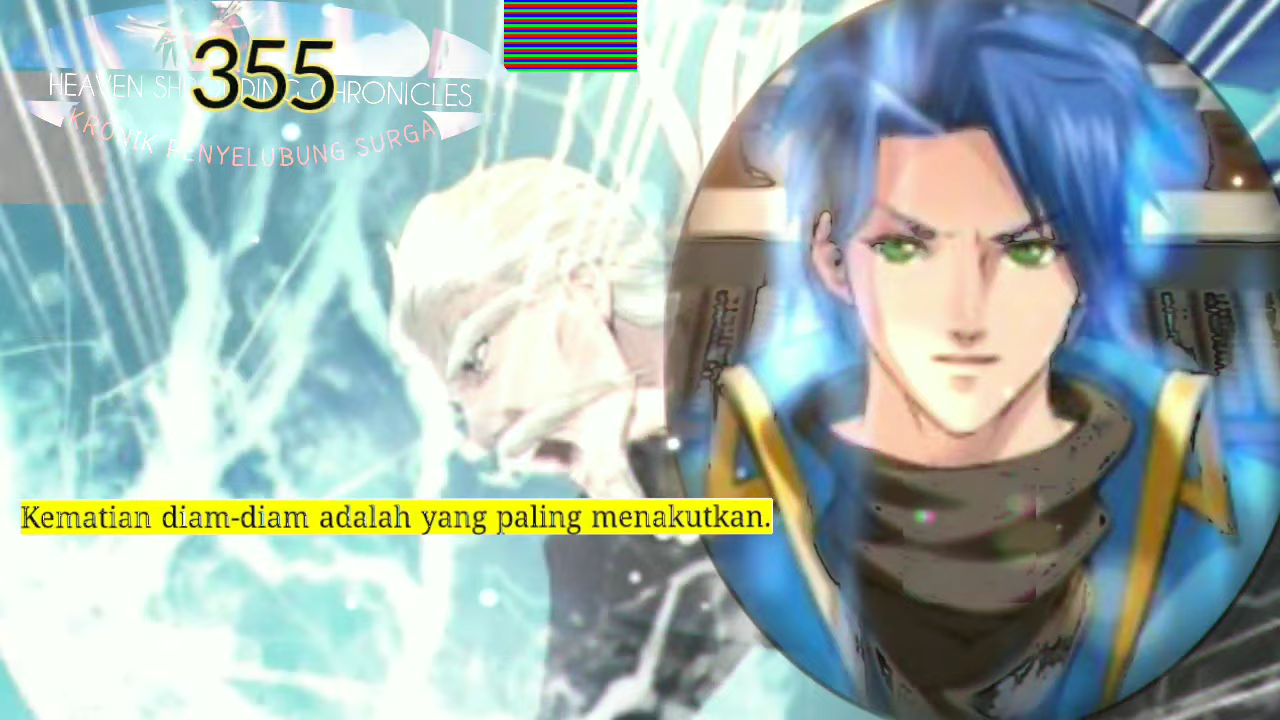 355
HEAVEN SHROUDING CHRONICLES
KRONIK PENYELUBUNG SURGA
Kematian diam-diam adalah yang paling menakutkan.